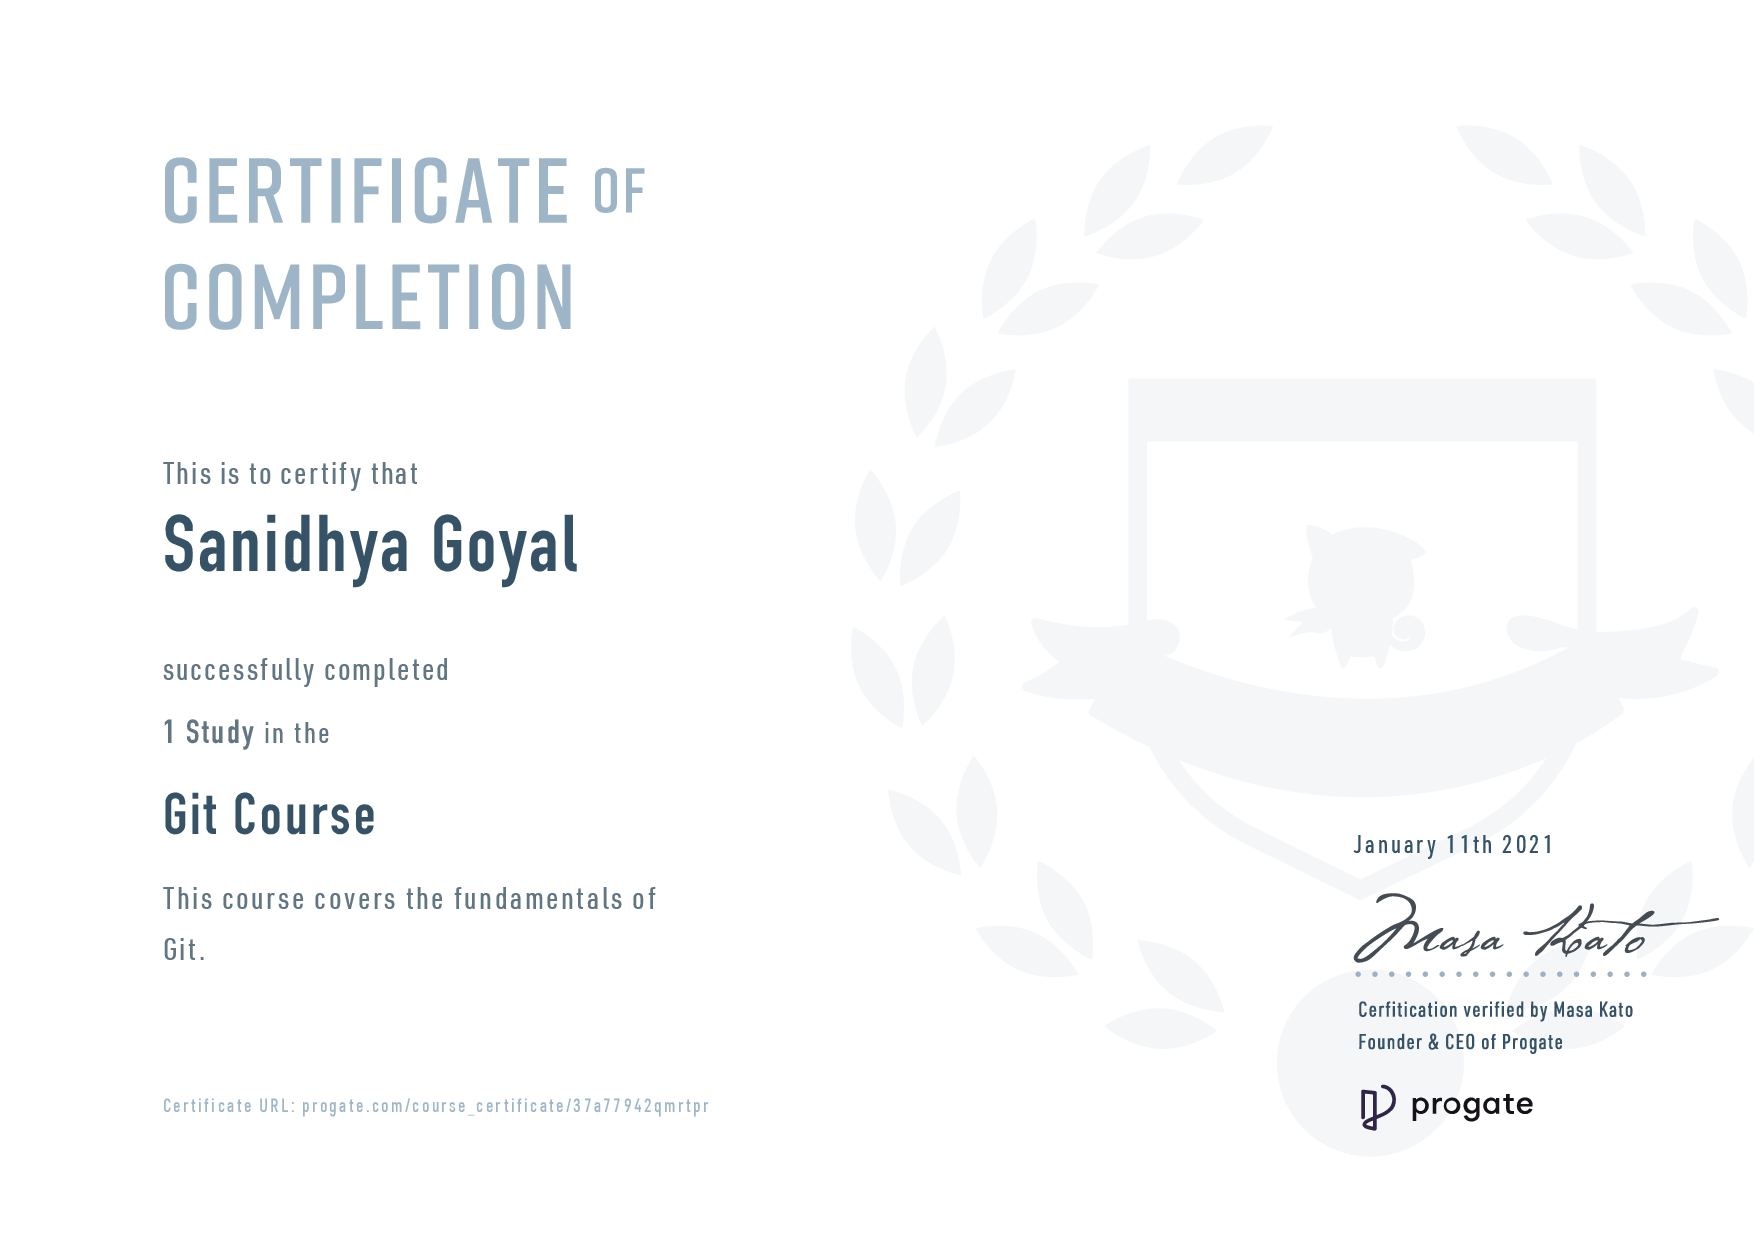 CERTIFICATE OF
COMPLETION
This is to certify that
Sanidhya Goyal
successfully completed
1 Study in the
Git Course
This course covers the fundamentals of
Git.
Certificate URL: progate.com/course_certificate/37a77942qmrtpr
January 11th 2021
Masa Kato
Cerfitication verified by Masa Kato
Founder & CEO of Progate
progate